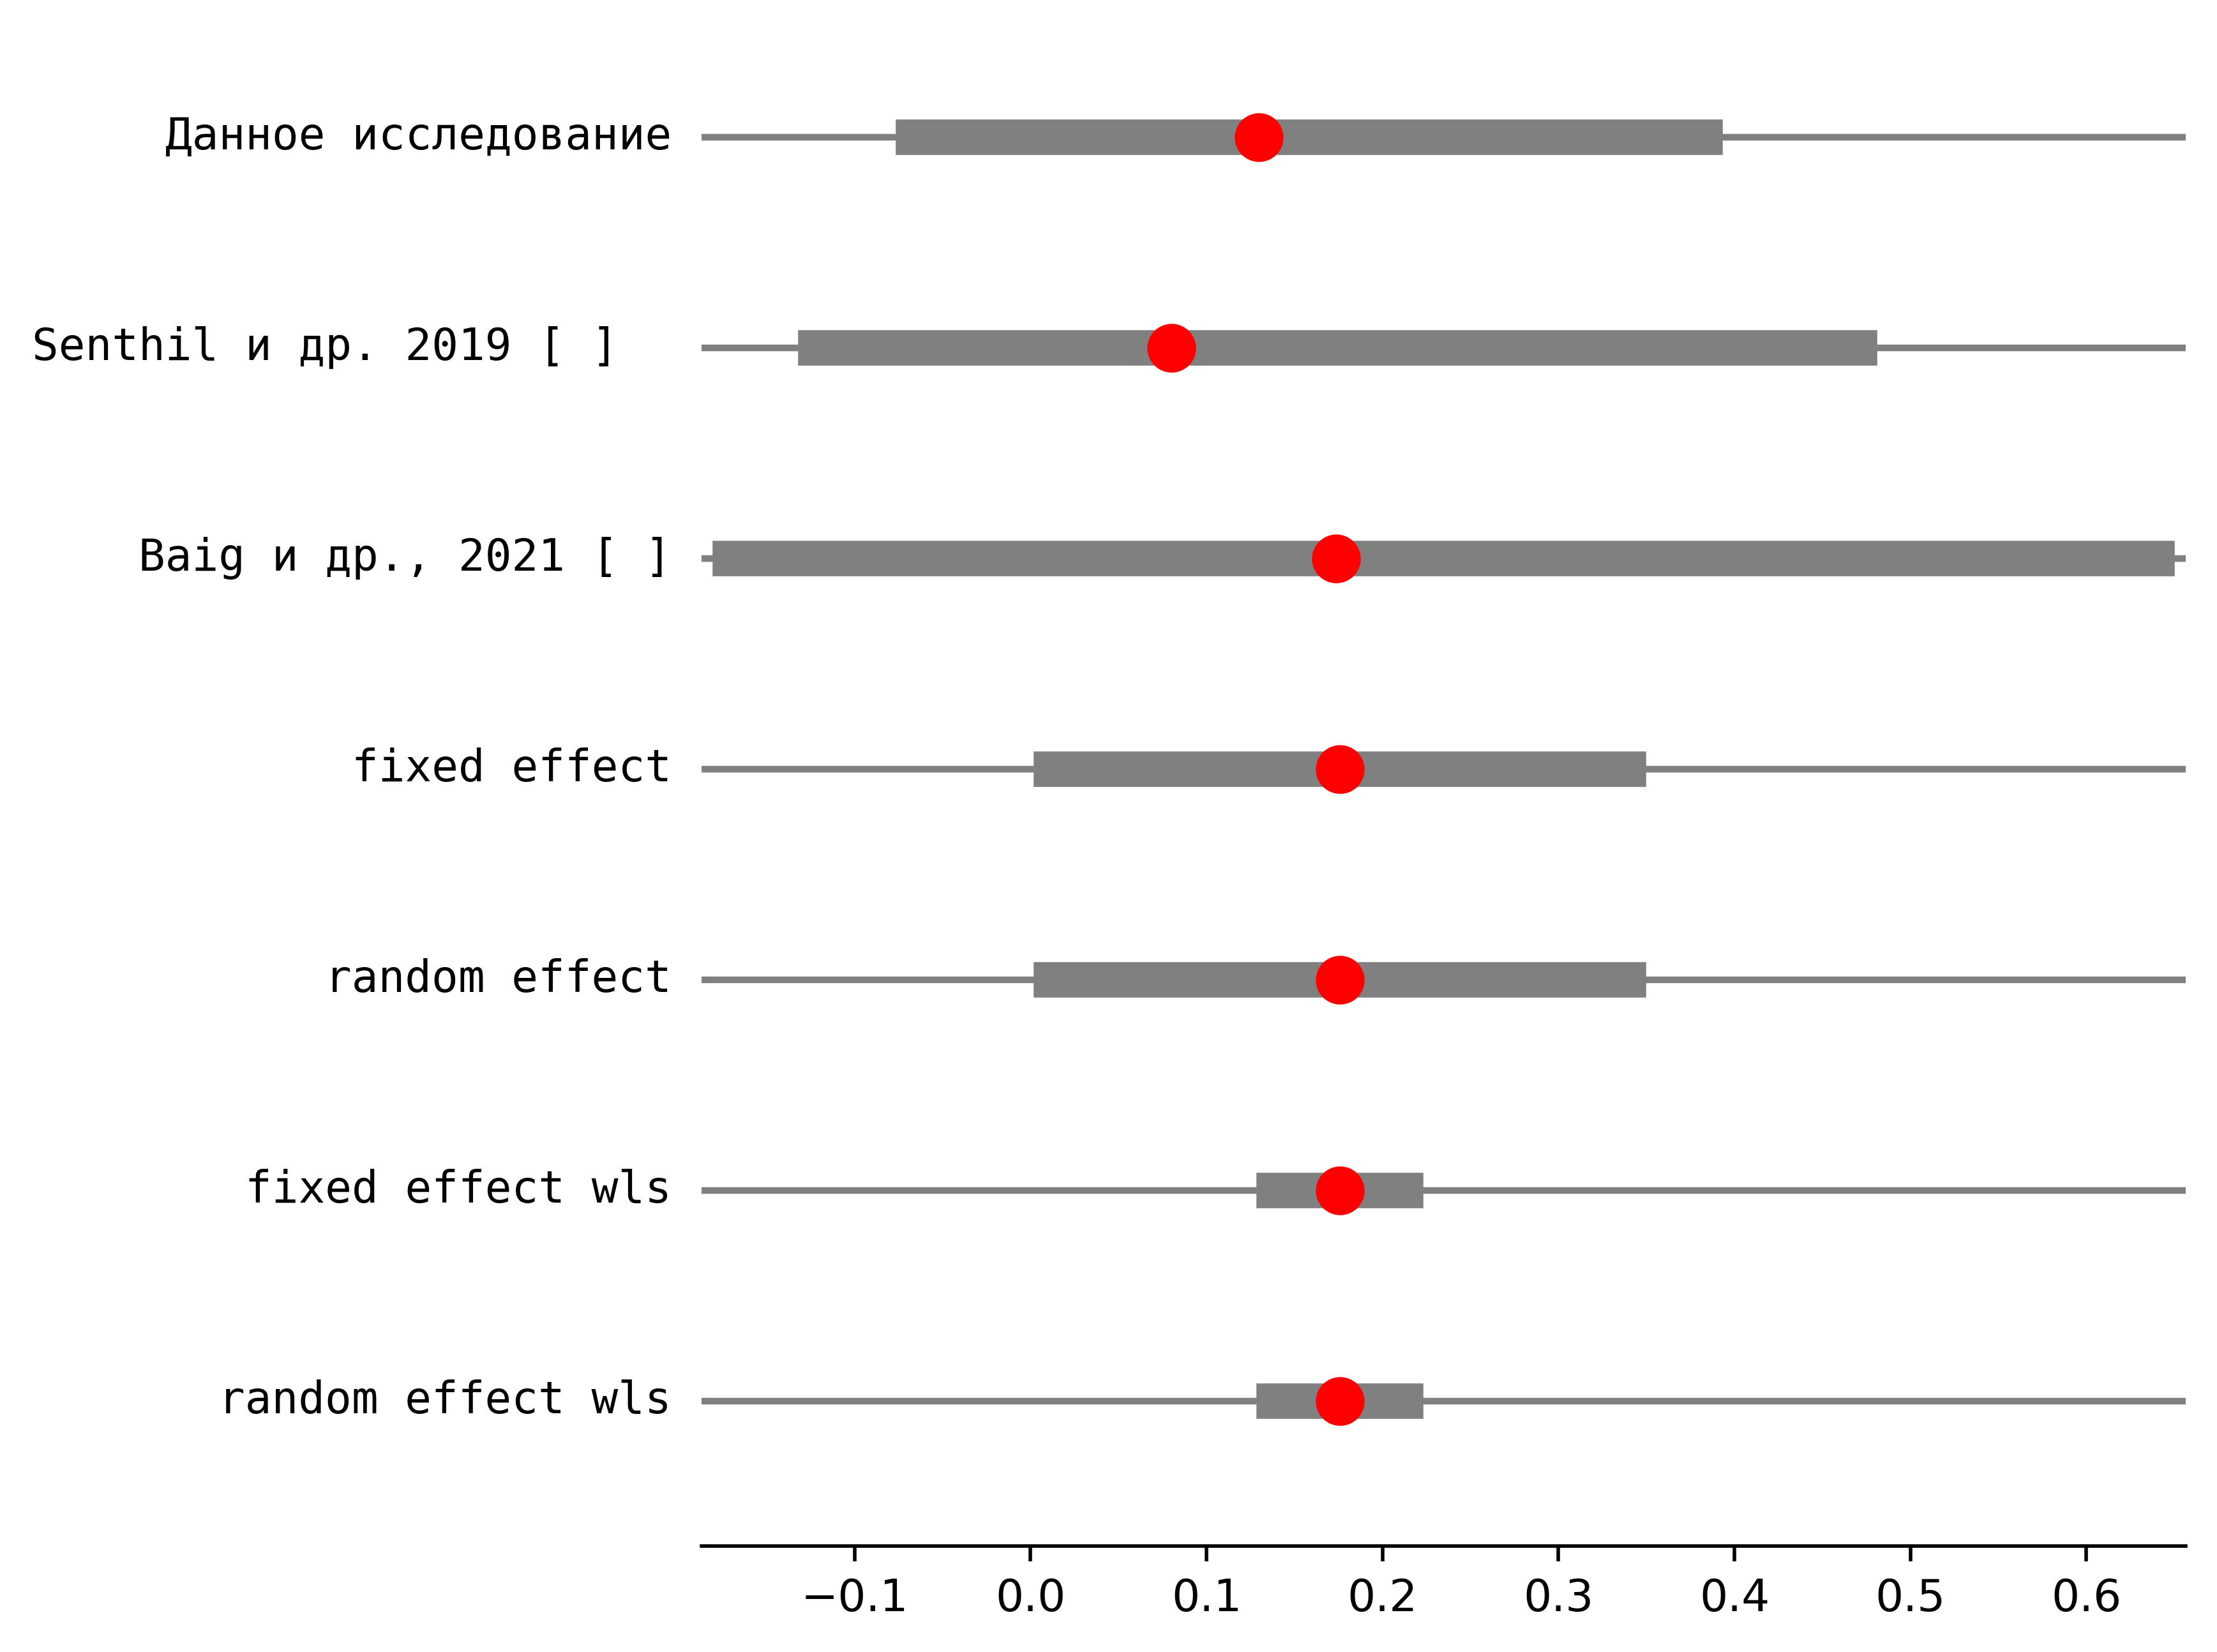 Данное исследование
Senthil и др. 2019 [ ]
Baig и др., 2021 [ ]
fixed effect
random effect
fixed effect wls
random effect wls
−0.1 0.0 0.1 0.2 0.3 0.4 0.5 0.6